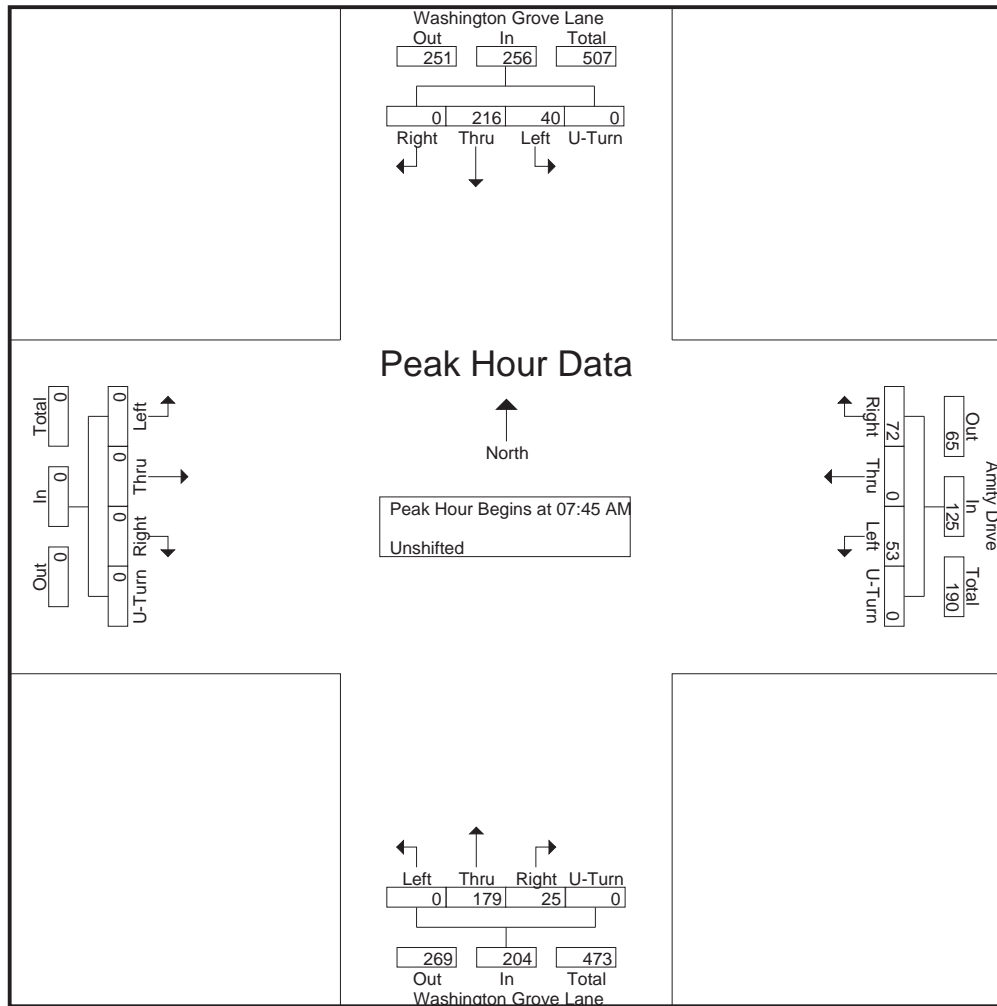 Washington Grove Lane
Out In Total
251 256 507
0 216 40 0
Right Thru Left U-Turn
Peak Hour Data
North
Peak Hour Begins at 07:45 AM
Unshifted
Total In Out
0 0 0
0 0 0 0
Left Thru Right U-Turn
Amity Drive
Out In Total
65 125 190
72 0 53 0
Right Thru Left U-Turn
Left Thru Right U-Turn
0 179 25 0
269 204 473
Out In Total
Washington Grove Lane